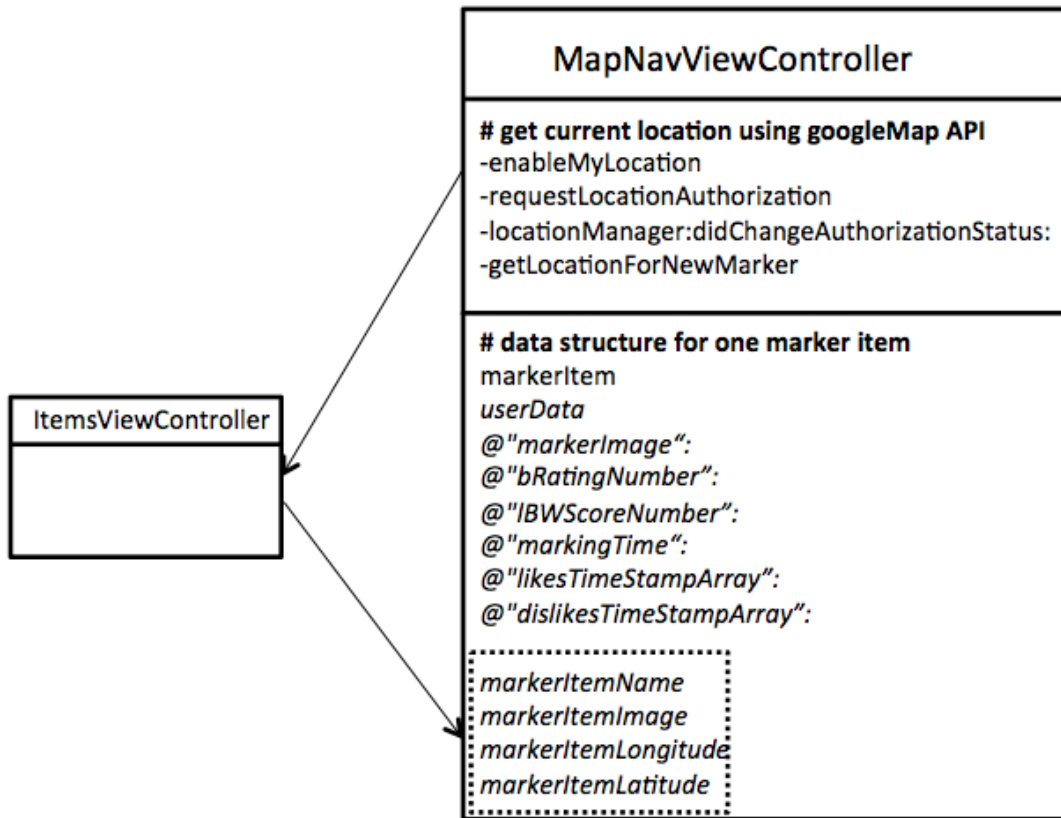 MapNavViewController
# get current location using googleMap API
-enableMyLocation
-requestLocationAuthorization
-locationManager:didChangeAuthorizationStatus:
-getLocationForNewMarker
# data structure for one marker item
markerItem
userData
@"markerImage“:
@"bRatingNumber”:
@"lBWScoreNumber”:
@"markingTime“:
@"likesTimeStampArray”:
@"dislikesTimeStampArray”:
markerItemName
markerItemImage
markerItemLongitude
markerItemLatitude
ItemsViewController